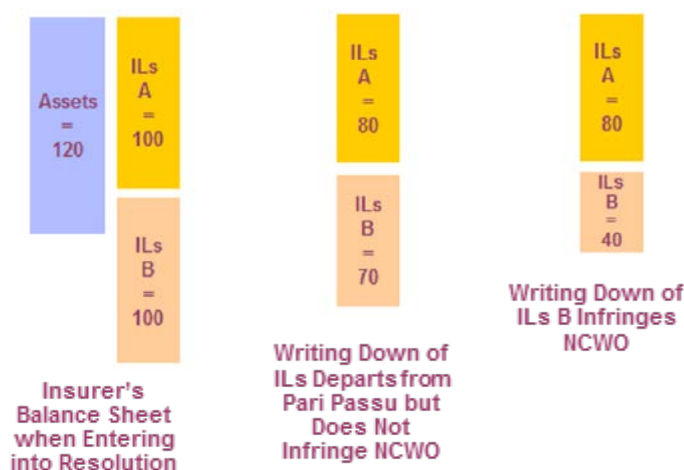 Assets
=
120
ILs
A
=
100
ILs
B
=
100
Insurer's
Balance Sheet
when Entering
into Resolution
ILs
A
=
80
ILs
B
=
70
Writing Down of
ILs Departs from
Pari Passu but
Does Not
Infringe NCWO
ILs
A
=
80
ILs
B
=
40
Writing Down of
ILs B Infringes
NCWO